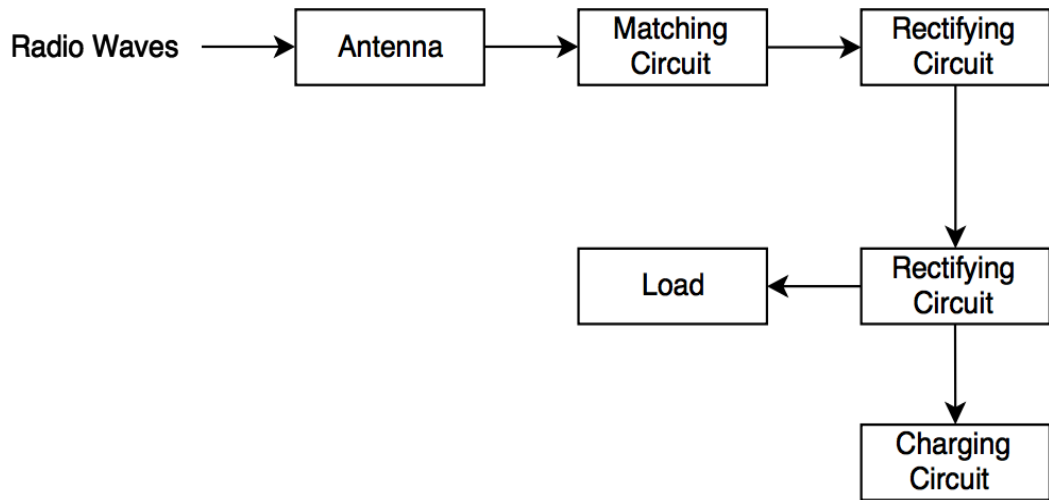 Radio Waves
Antenna
Matching
Circuit
Rectifying
Circuit
Load
Rectifying
Circuit
Charging
Circuit